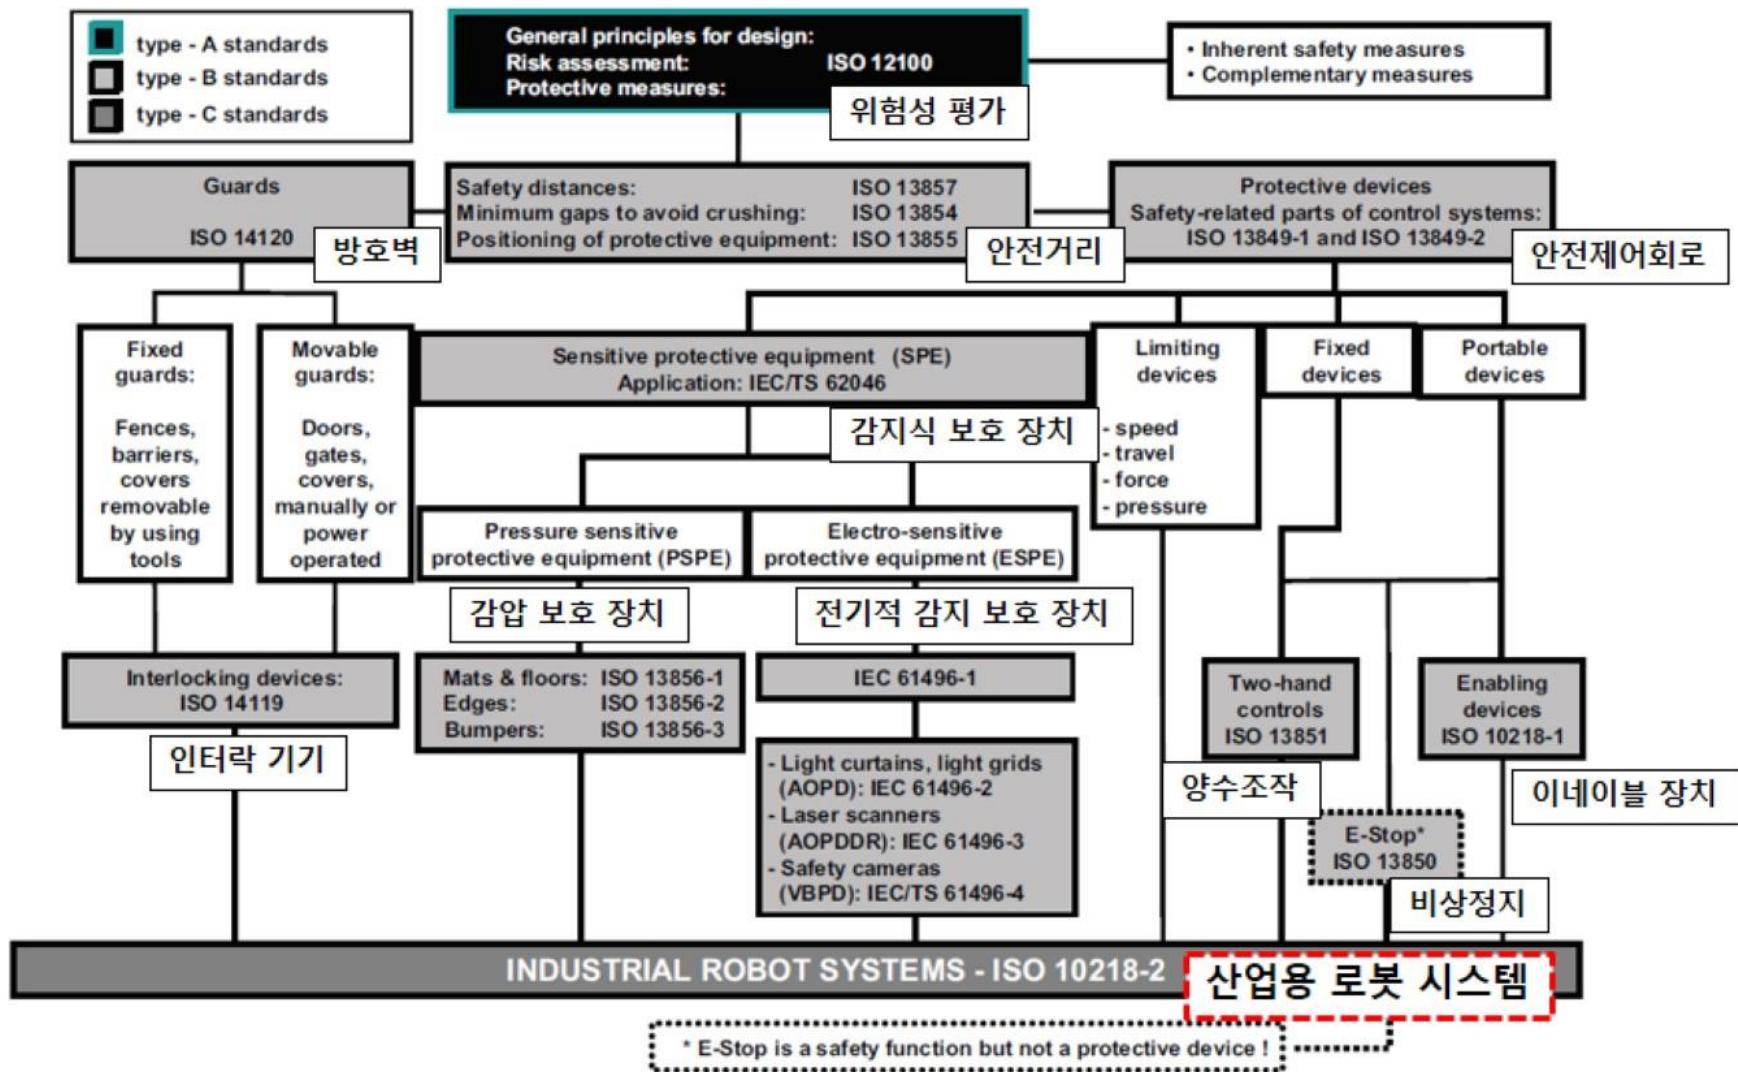 type - A standards
type - B standards
type - C standards
General principles for design:
Risk assessment: ISO 12100
Protective measures:
위험성 평가
• Inherent safety measures
• Complementary measures
Guards
ISO 14120
방호벽
Safety distances: ISO 13857
Minimum gaps to avoid crushing: ISO 13854
Positioning of protective equipment: ISO 13855
안전거리
Protective devices
Safety-related parts of control systems:
ISO 13849-1 and ISO 13849-2
안전제어회로
Fixed
guards:
Fences,
barriers,
covers
removable
by using
tools
Movable
guards:
Doors,
gates,
covers,
manually or
power
operated
Sensitive protective equipment (SPE)
Application: IEC/TS 62046
감지식 보호 장치
Limiting
devices
- speed
- travel
- force
- pressure
Fixed
devices
Portable
devices
Pressure sensitive
protective equipment (PSPE)
감압 보호 장치
Electro-sensitive
protective equipment (ESPE)
전기적 감지 보호 장치
Interlocking devices:
ISO 14119
인터락 기기
Mats & floors: ISO 13856-1
Edges: ISO 13856-2
Bumpers: ISO 13856-3
IEC 61496-1
- Light curtains, light grids
(AOPD): IEC 61496-2
- Laser scanners
(AOPDDR): IEC 61496-3
- Safety cameras
(VBPD): IEC/TS 61496-4
Two-hand
controls
ISO 13851
양수조작
Enabling
devices
ISO 10218-1
이네이블 장치
E-Stop*
ISO 13850
비상정지
INDUSTRIAL ROBOT SYSTEMS - ISO 10218-2
산업용 로봇 시스템
* E-Stop is a safety function but not a protective device !